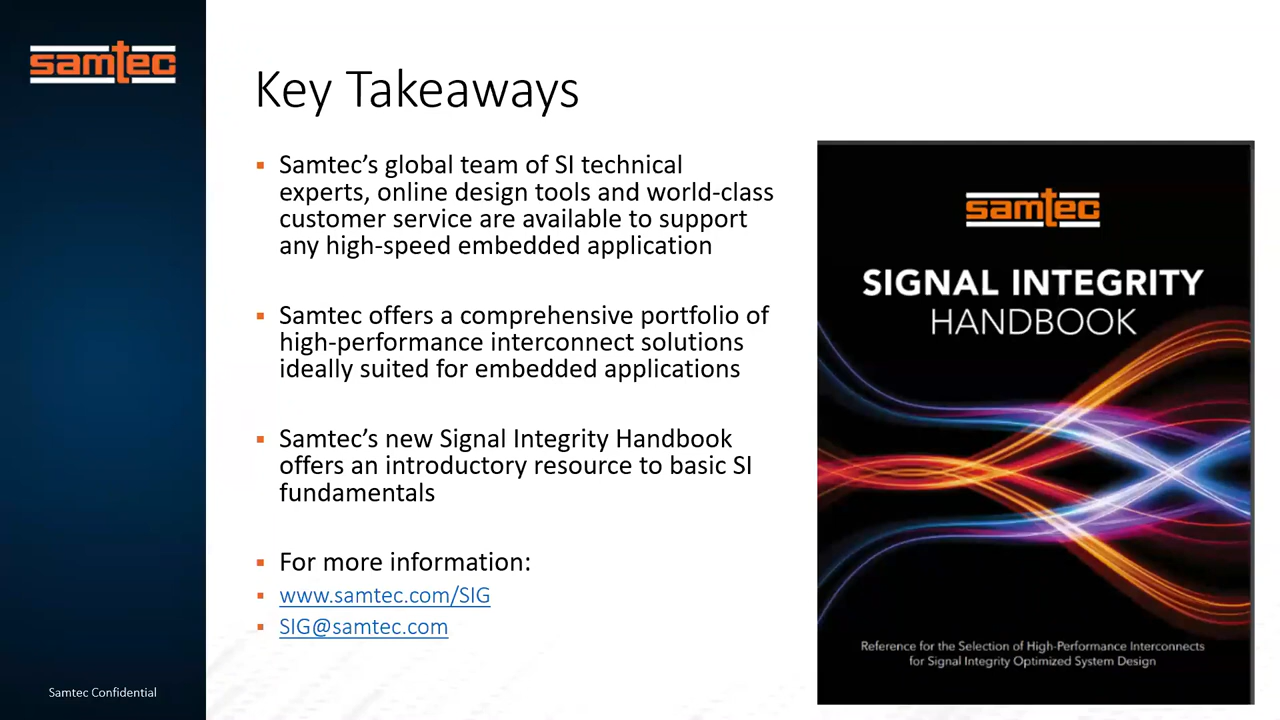 samtec
Key Takeaways
Samtec’s global team of SI technical
experts, online design tools and world-class
customer service are available to support
any high-speed embedded application
Samtec offers a comprehensive portfolio of
high-performance interconnect solutions
ideally suited for embedded applications
Samtec’s new Signal Integrity Handbook
offers an introductory resource to basic SI
fundamentals
For more information:
www.samtec.com/SIG
SIG@samtec.com
samtec
SIGNAL INTEGRITY
HANDBOOK
Reference for the Selection of High-Performance Interconnects
for Signal Integrity Optimized System Design
Samtec Confidential